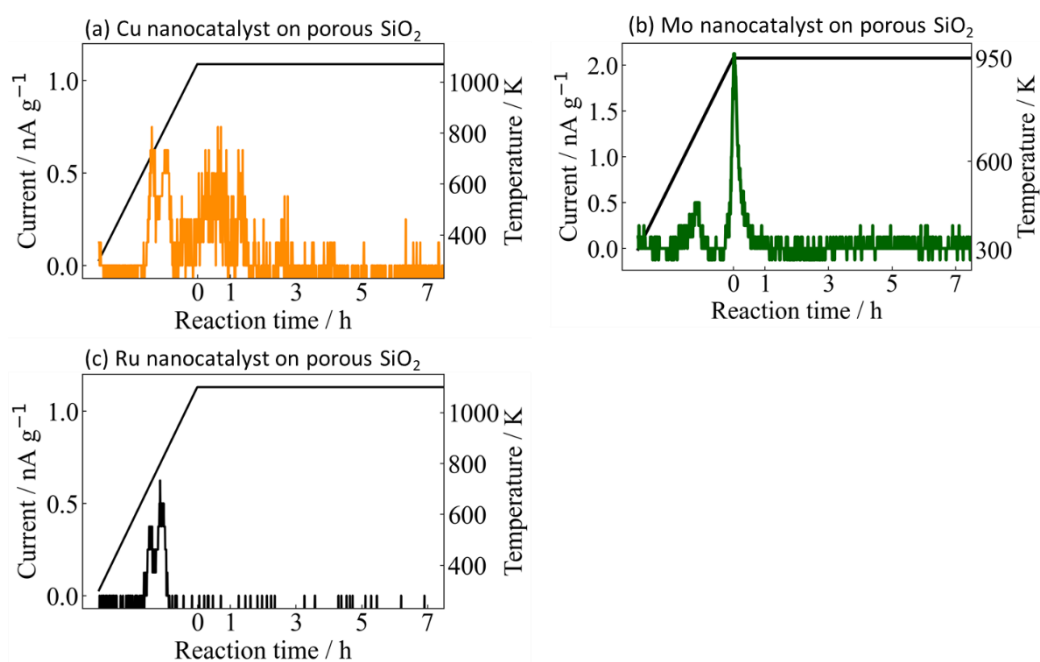 (a) Cu nanocatalyst on porous SiO₂
Current / nA g⁻¹
1.0
0.5
0.0
1000
800
600
400
Temperature / K
0 1 3 5 7
Reaction time / h
(b) Mo nanocatalyst on porous SiO₂
Current / nA g⁻¹
2.0
1.5
1.0
0.5
0.0
950
600
300
Temperature / K
0 1 3 5 7
Reaction time / h
(c) Ru nanocatalyst on porous SiO₂
Current / nA g⁻¹
1.0
0.5
0.0
1000
800
600
400
Temperature / K
0 1 3 5 7
Reaction time / h